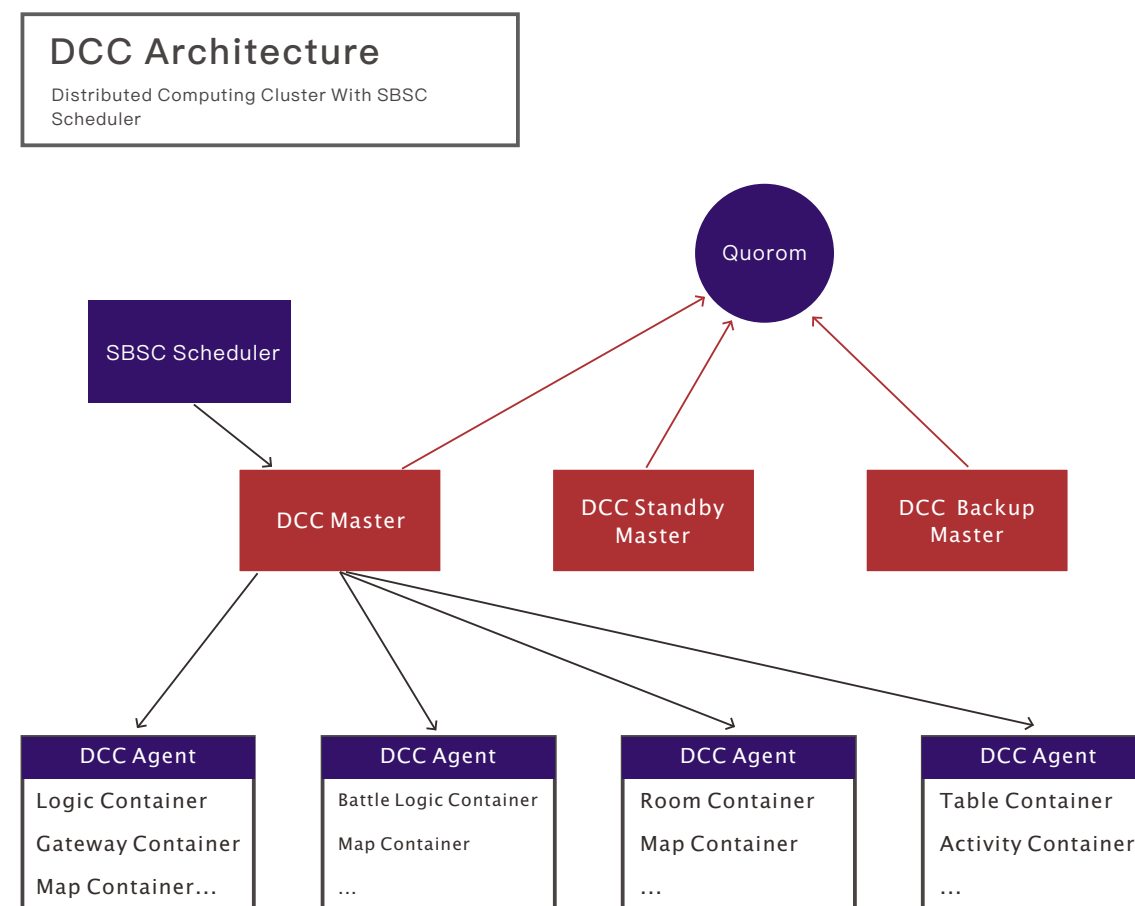 DCC Architecture
Distributed Computing Cluster With SBSC
Scheduler
Quorom
SBSC Scheduler
DCC Master
DCC Standby
Master
DCC Backup
Master
DCC Agent
Logic Container
Gateway Container
Map Container...
DCC Agent
Battle Logic Container
Map Container
...
DCC Agent
Room Container
Map Container
...
DCC Agent
Table Container
Activity Container
...